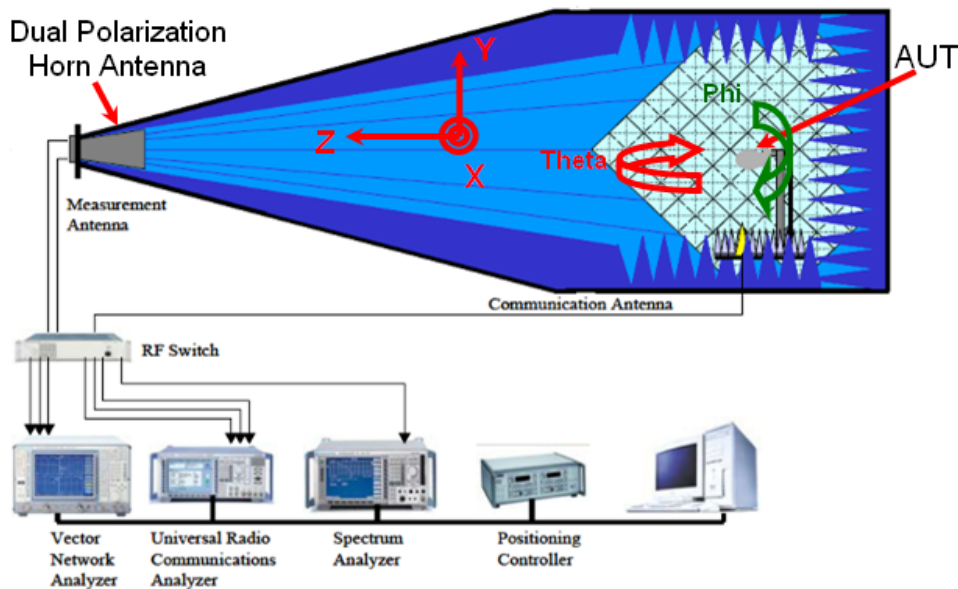 Dual Polarization
Horn Antenna
AUT
Y
Phi
Z
X
Theta
Measurement
Antenna
Communication Antenna
RF Switch
Vector
Network
Analyzer
Universal Radio
Communications
Analyzer
Spectrum
Analyzer
Positioning
Controller